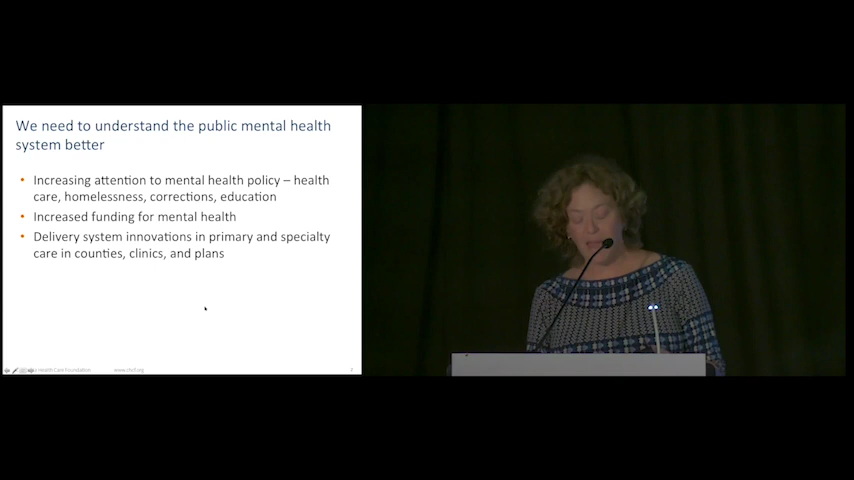 We need to understand the public mental health
system better
• Increasing attention to mental health policy – health
care, homelessness, corrections, education
• Increased funding for mental health
• Delivery system innovations in primary and specialty
care in counties, clinics, and plans
Health Care Foundation www.chcf.org 7